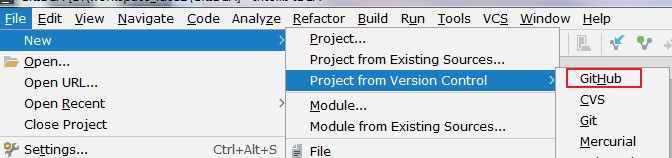 File Edit View Navigate Code Analyze Refactor Build Run Tools VCS Window Help
New
Open...
Open URL...
Open Recent
Close Project
Settings... Ctrl+Alt+S
Project...
Project from Existing Sources...
Project from Version Control
Module...
Module from Existing Sources...
File
GitHub
CVS
Git
Mercurial